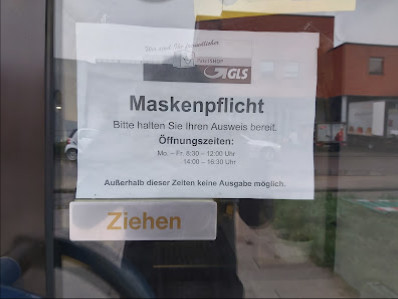 GLS
Maskenpflicht
Bitte halten Sie Ihren Ausweis bereit.
Öffnungszeiten:
Mo. – Fr. 8:30 – 12:00 Uhr
14:00 – 16:30 Uhr
Außerhalb dieser Zeiten keine Ausgabe möglich.
Ziehen